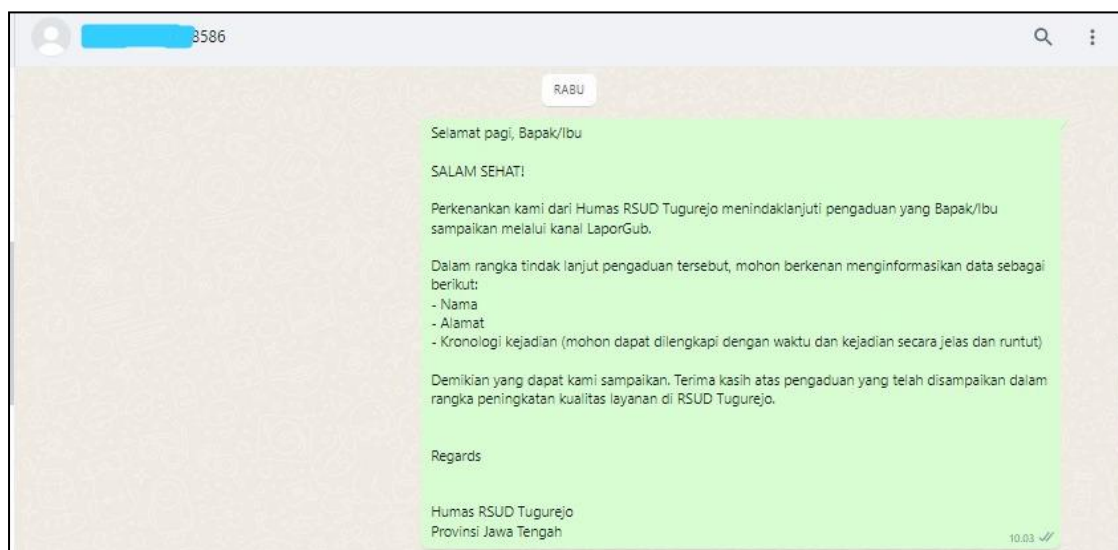 3586
RABU
Selamat pagi, Bapak/Ibu
SALAM SEHAT!
Perkenankan kami dari Humas RSUD Tugurejo menindaklanjuti pengaduan yang Bapak/Ibu
sampaikan melalui kanal LaporGub.
Dalam rangka tindak lanjut pengaduan tersebut, mohon berkenan menginformasikan data sebagai
berikut:
- Nama
- Alamat
- Kronologi kejadian (mohon dapat dilengkapi dengan waktu dan kejadian secara jelas dan runtut)
Demikian yang dapat kami sampaikan. Terima kasih atas pengaduan yang telah disampaikan dalam
rangka peningkatan kualitas layanan di RSUD Tugurejo.
Regards
Humas RSUD Tugurejo
Provinsi Jawa Tengah
10.03